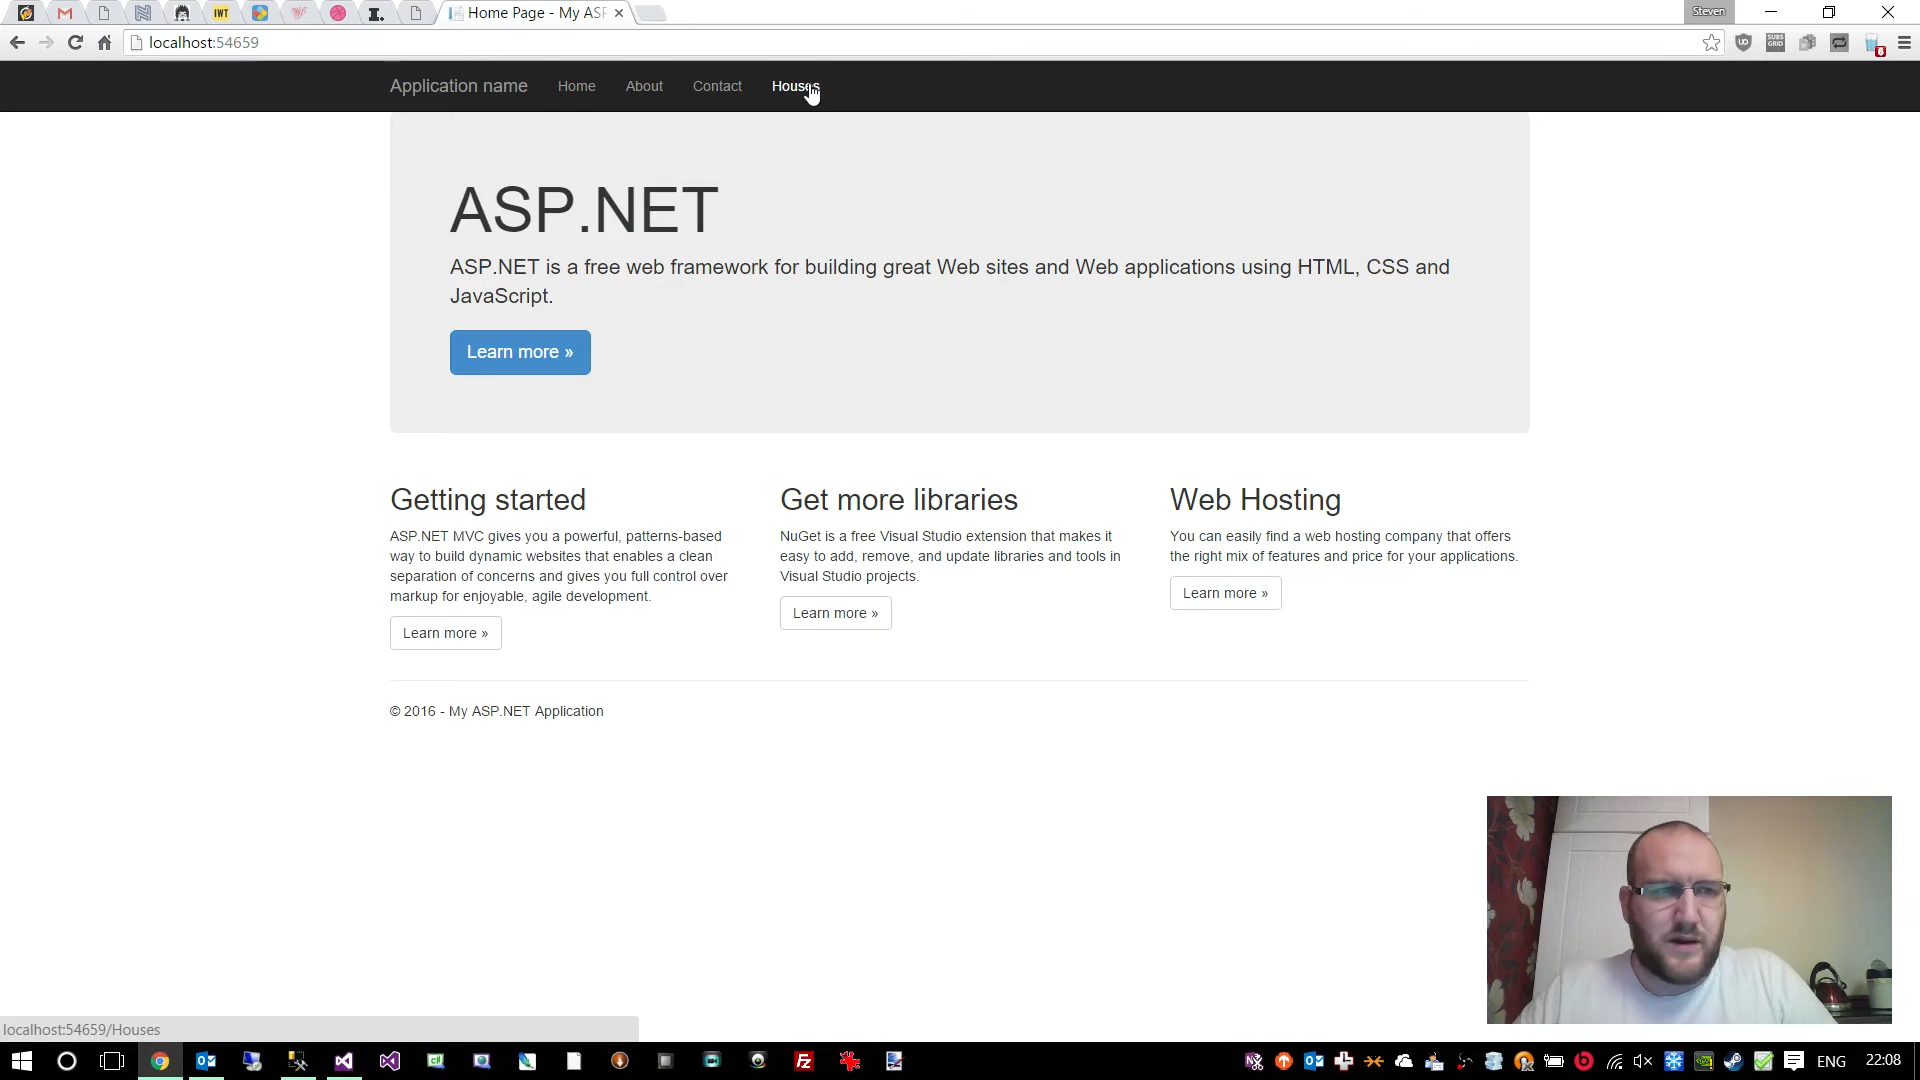 IWT
Home Page - My ASP
Steven
localhost:54659
Application name
Home
About
Contact
Houses
ASP.NET
ASP.NET is a free web framework for building great Web sites and Web applications using HTML, CSS and
JavaScript.
Learn more »
Getting started
ASP.NET MVC gives you a powerful, patterns-based
way to build dynamic websites that enables a clean
separation of concerns and gives you full control over
markup for enjoyable, agile development.
Learn more »
Get more libraries
NuGet is a free Visual Studio extension that makes it
easy to add, remove, and update libraries and tools in
Visual Studio projects.
Learn more »
Web Hosting
You can easily find a web hosting company that offers
the right mix of features and price for your applications.
Learn more »
© 2016 - My ASP.NET Application
localhost:54659/Houses
ENG
22:08